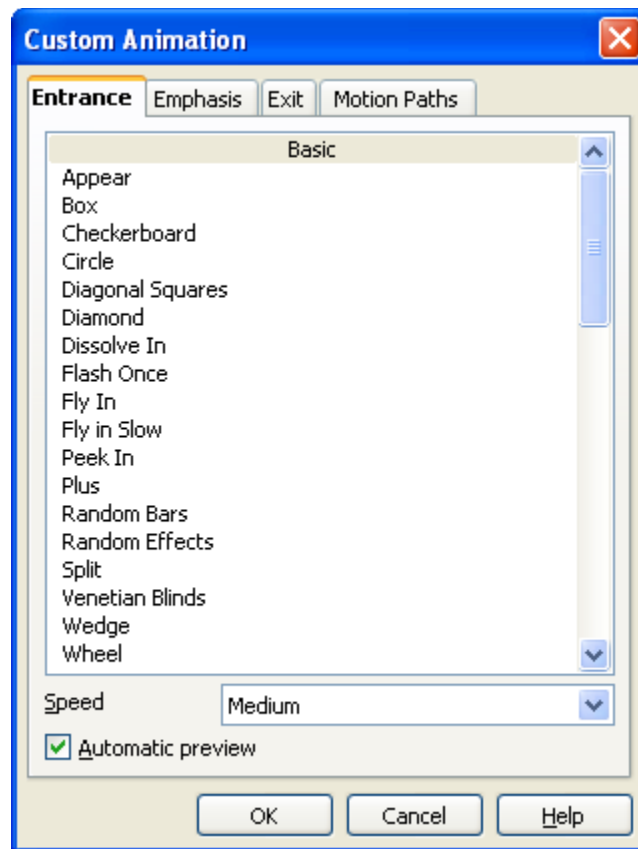 Custom Animation
Entrance Emphasis Exit Motion Paths
Basic
Appear
Box
Checkerboard
Circle
Diagonal Squares
Diamond
Dissolve In
Flash Once
Fly In
Fly in Slow
Peek In
Plus
Random Bars
Random Effects
Split
Venetian Blinds
Wedge
Wheel
Speed Medium
Automatic preview
OK Cancel Help